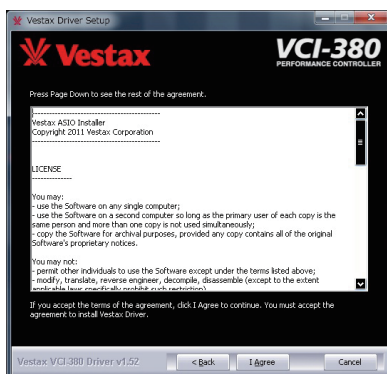 Vestax Driver Setup
Vestax
VCI-380
PERFORMANCE CONTROLLER
Press Page Down to see the rest of the agreement.
----------------------------------------
Vestax ASIO Installer
Copyright 2011 Vestax Corporation
----------------------------------------
LICENSE
-------------
You may:
- use the Software on any single computer;
- use the Software on a second computer so long as the primary user of each copy is the
same person and more than one copy is not used simultaneously;
- copy the Software for archival purposes, provided any copy contains all of the original
Software's proprietary notices.
You may not:
- permit other individuals to use the Software except under the terms listed above;
- modify, translate, reverse engineer, decompile, disassemble (except to the extent
applicable laws specifically prohibit such restriction)
If you accept the terms of the agreement, click I Agree to continue. You must accept the
agreement to install Vestax Driver.
Vestax VCI-380 Driver v1.52
< Back
I Agree
Cancel